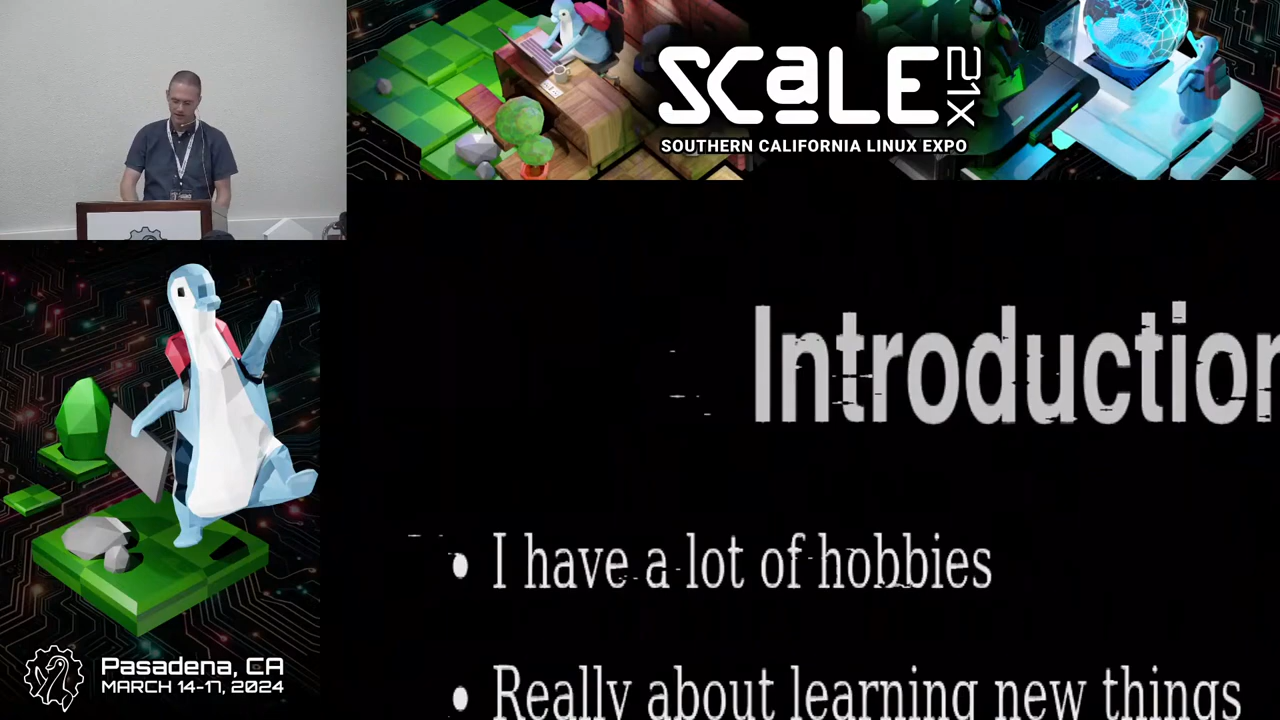 SCaLE 21x
SOUTHERN CALIFORNIA LINUX EXPO
Introduction
• I have a lot of hobbies
• Really about learning new things
Pasadena, CA
MARCH 14-17, 2024